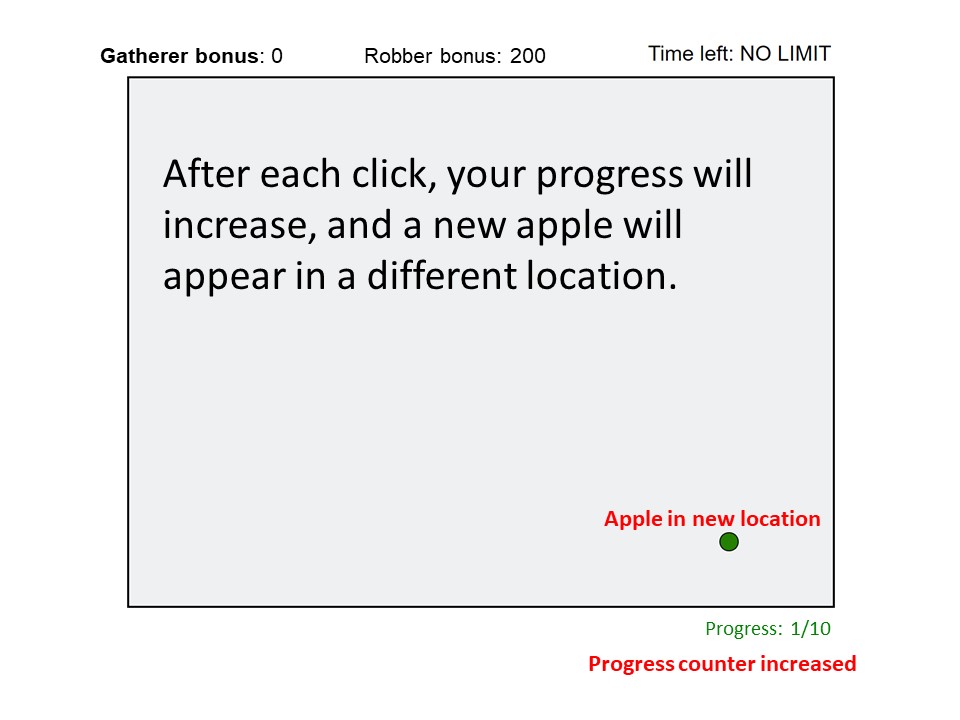 Gatherer bonus: 0 Robber bonus: 200 Time left: NO LIMIT
After each click, your progress will
increase, and a new apple will
appear in a different location.
Apple in new location
Progress: 1/10
Progress counter increased